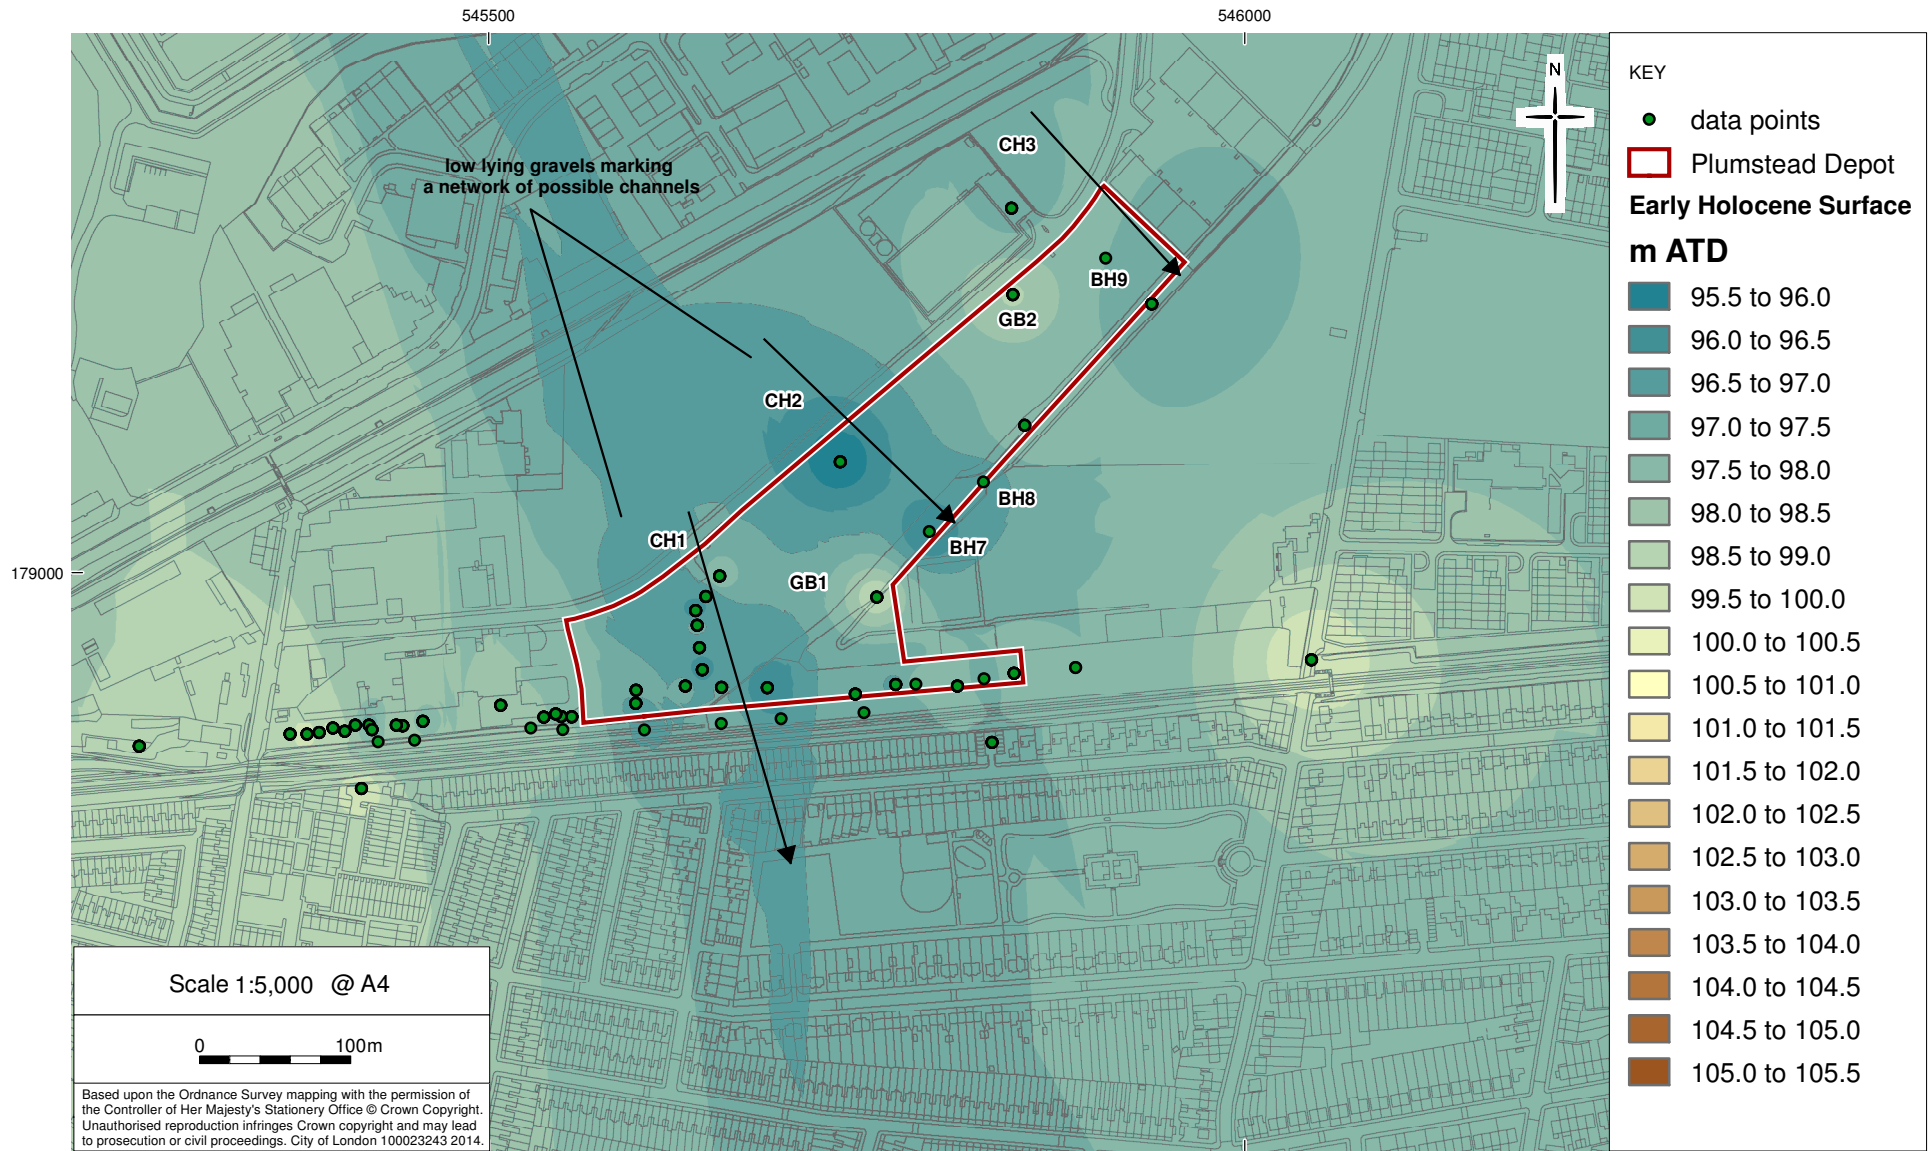 545500
546000
179000
low lying gravels marking
a network of possible channels
CH3
BH9
GB2
CH2
BH8
BH7
CH1
GB1
N
KEY
data points
Plumstead Depot
Early Holocene Surface
m ATD
95.5 to 96.0
96.0 to 96.5
96.5 to 97.0
97.0 to 97.5
97.5 to 98.0
98.0 to 98.5
98.5 to 99.0
99.5 to 100.0
100.0 to 100.5
100.5 to 101.0
101.0 to 101.5
101.5 to 102.0
102.0 to 102.5
102.5 to 103.0
103.0 to 103.5
103.5 to 104.0
104.0 to 104.5
104.5 to 105.0
105.0 to 105.5
Scale 1:5,000 @ A4
0 100m
Based upon the Ordnance Survey mapping with the permission of
the Controller of Her Majesty's Stationery Office © Crown Copyright.
Unauthorised reproduction infringes Crown copyright and may lead
to prosecution or civil proceedings. City of London 100023243 2014.